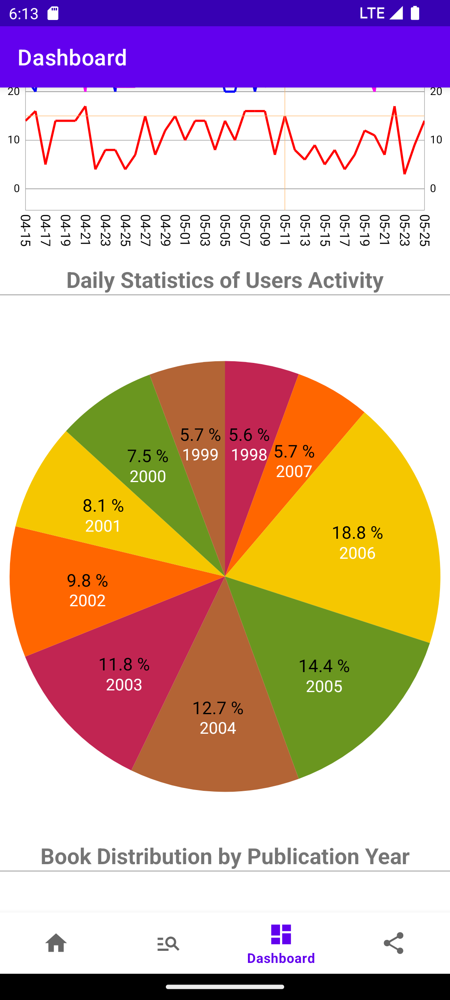 6:13 LTE
Dashboard
20 20
10 10
0 0
04-15 04-17 04-19 04-21 04-23 04-25 04-27 04-29 05-01 05-03 05-05 05-07 05-09 05-11 05-13 05-15 05-17 05-19 05-21 05-23 05-25
Daily Statistics of Users Activity
5.7 % 5.6 %
1999 1998
7.5 % 5.7 %
2000 2007
8.1 %
2001
18.8 %
2006
9.8 %
2002
11.8 %
2003
14.4 %
2005
12.7 %
2004
Book Distribution by Publication Year
Dashboard